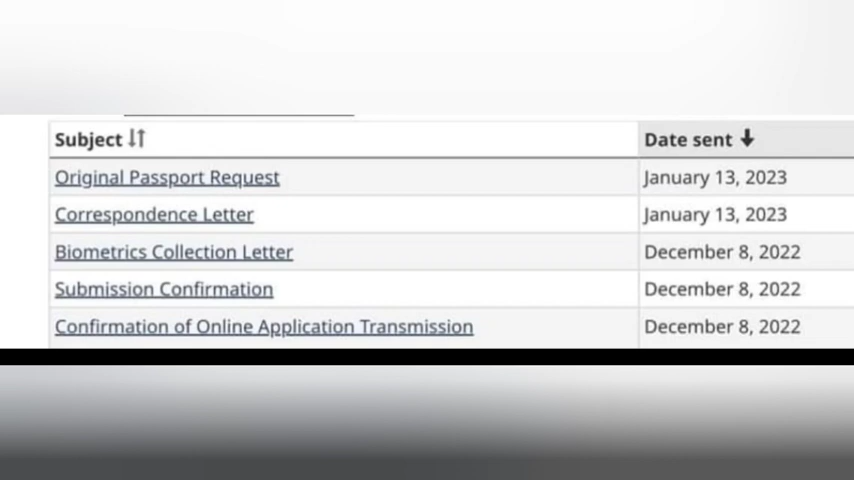 Subject Date sent
Original Passport Request January 13, 2023
Correspondence Letter January 13, 2023
Biometrics Collection Letter December 8, 2022
Submission Confirmation December 8, 2022
Confirmation of Online Application Transmission December 8, 2022